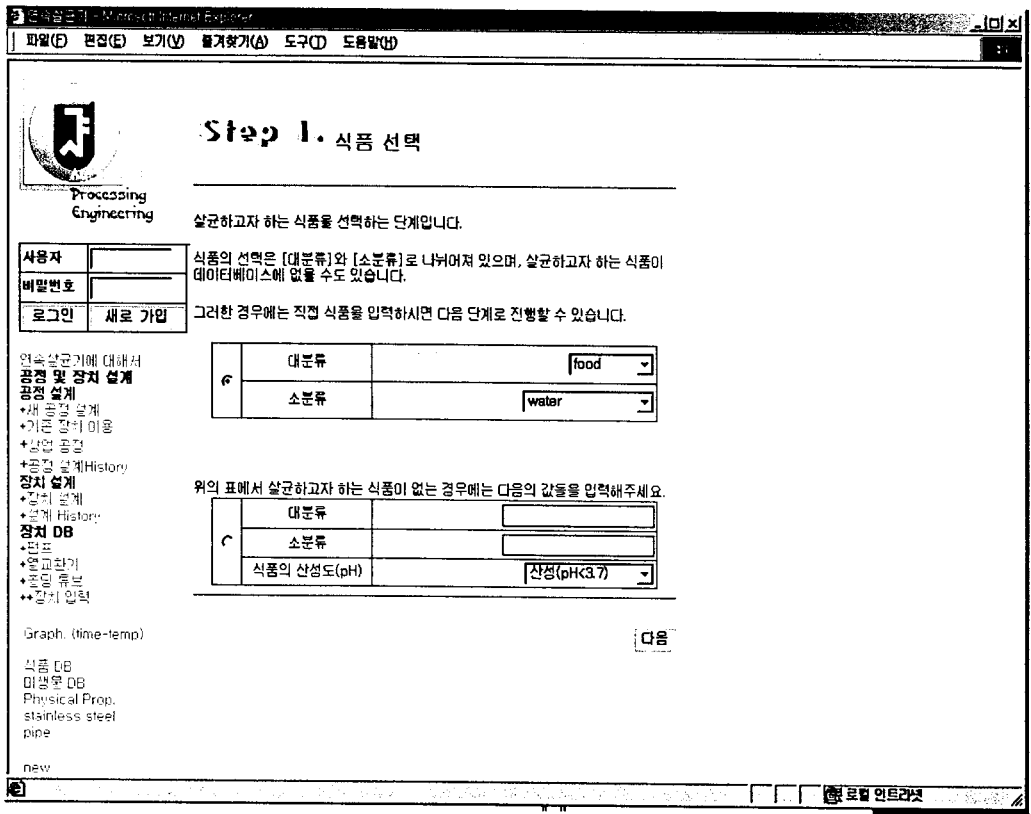 연속살균기 - Microsoft Internet Explorer
파일(F) 편집(E) 보기(V) 즐겨찾기(A) 도구(T) 도움말(H)
Processing
Engineering
Step 1. 식품 선택
살균하고자 하는 식품을 선택하는 단계입니다.
식품의 선택은 [대분류]와 [소분류]로 나뉘어져 있으며, 살균하고자 하는 식품이
데이터베이스에 없을 수도 있습니다.
그러한 경우에는 직접 식품을 입력하시면 다음 단계로 진행할 수 있습니다.
사용자
비밀번호
로그인 새로 가입
연속살균기에 대해서
공정 및 장치 설계
공정 설계
+새 공정 설계
+기존 장치 이용
+상업 공정
+공정 설계History
장치 설계
+장치 설계
+설계 History
장치 DB
+펌프
+열교환기
+홀딩 튜브
++장치 입력
Graph. (time-temp)
식품 DB
미생물 DB
Physical Prop.
stainless steel
pipe
new
대분류 food
소분류 water
위의 표에서 살균하고자 하는 식품이 없는 경우에는 다음의 값들을 입력해주세요.
대분류
소분류
식품의 산성도(pH) 산성(pH<3.7)
다음
로컬 인트라넷